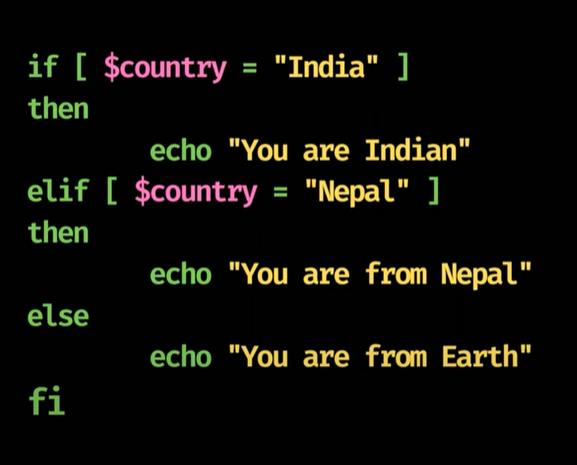 if [ $country = "India" ]
then
        echo "You are Indian"
elif [ $country = "Nepal" ]
then
        echo "You are from Nepal"
else
        echo "You are from Earth"
fi